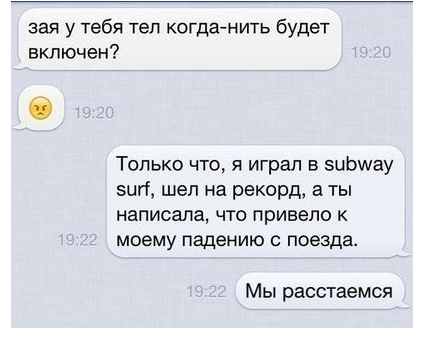 зая у тебя тел когда-нить будет
включен?
19:20
😠
19:20
Только что, я играл в subway
surf, шел на рекорд, а ты
написала, что привело к
моему падению с поезда.
19:22
19:22
Мы расстаемся